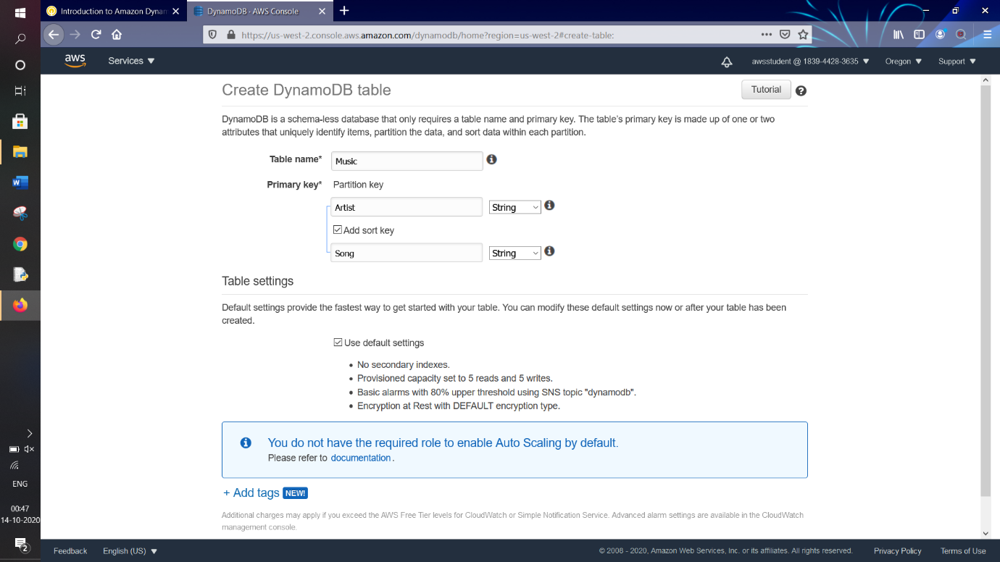 Introduction to Amazon Dynan
DynamoDB · AWS Console
https://us-west-2.console.aws.amazon.com/dynamodb/home?region=us-west-2#create-table:
aws
Services
awsstudent @ 1839-4428-3635
Oregon
Support
Create DynamoDB table
Tutorial
DynamoDB is a schema-less database that only requires a table name and primary key. The table's primary key is made up of one or two
attributes that uniquely identify items, partition the data, and sort data within each partition.
Table name*
Music
Primary key*
Partition key
Artist
String
Add sort key
Song
String
Table settings
Default settings provide the fastest way to get started with your table. You can modify these default settings now or after your table has been
created.
Use default settings
No secondary indexes.
Provisioned capacity set to 5 reads and 5 writes.
Basic alarms with 80% upper threshold using SNS topic "dynamodb".
Encryption at Rest with DEFAULT encryption type.
You do not have the required role to enable Auto Scaling by default.
Please refer to documentation.
+ Add tags NEW!
Additional charges may apply if you exceed the AWS Free Tier levels for CloudWatch or Simple Notification Service. Advanced alarm settings are available in the CloudWatch
management console.
Feedback
English (US)
© 2008 - 2020, Amazon Web Services, Inc. or its affiliates. All rights reserved.
Privacy Policy
Terms of Use
ENG
00:47
14-10-2020
2